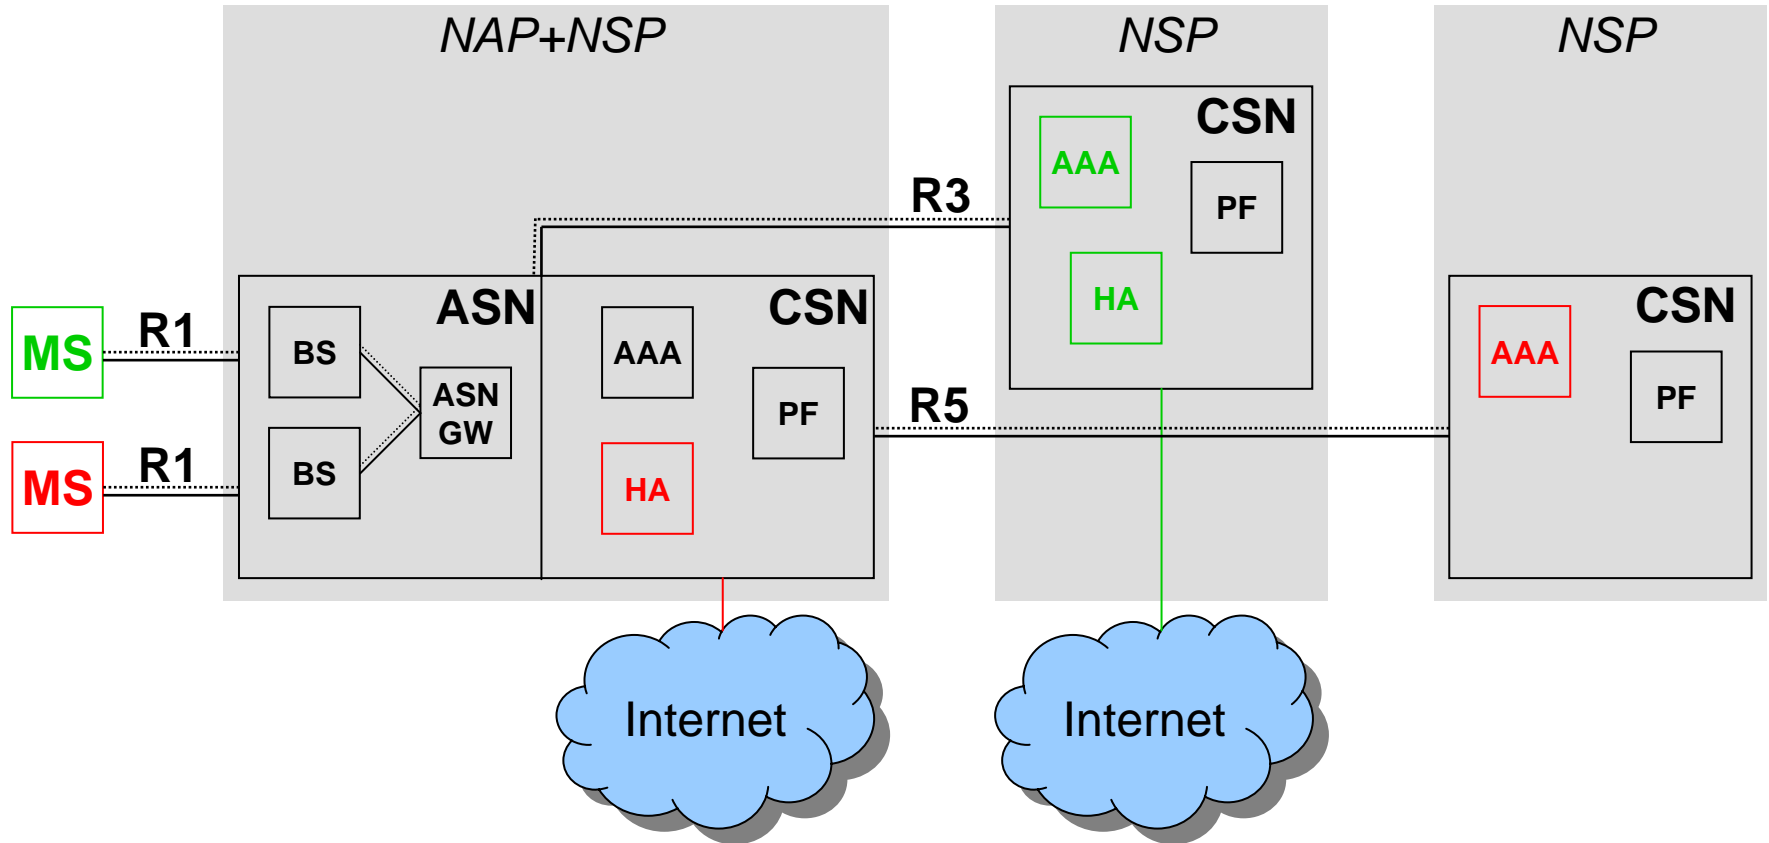 NAP+NSP
NSP
NSP
CSN
AAA
PF
R3
HA
ASN
CSN
CSN
MS
R1
BS
ASN
GW
AAA
PF
R5
AAA
PF
MS
R1
BS
HA
Internet
Internet